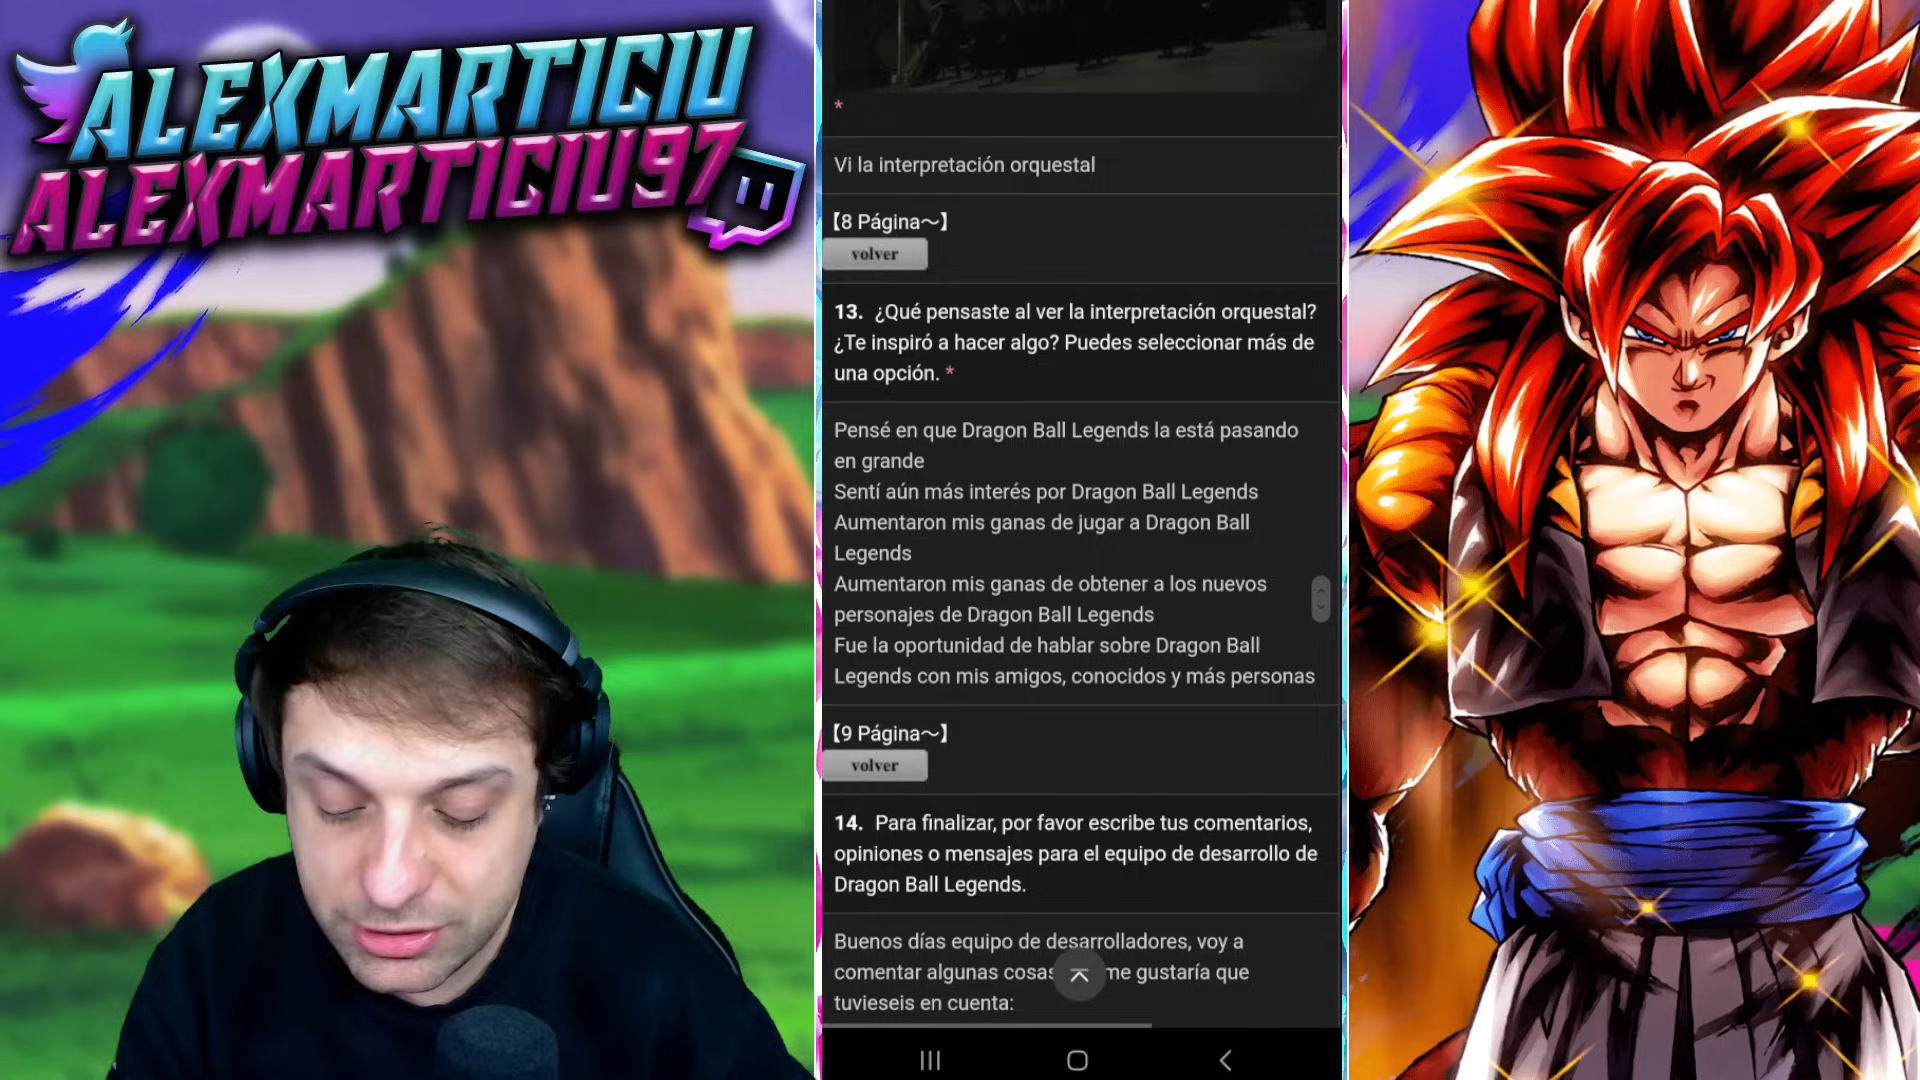 ALEXMARTICIU
ALEXMARTICIU97
*
Vi la interpretación orquestal
【8 Página～】
volver
13. ¿Qué pensaste al ver la interpretación orquestal?
¿Te inspiró a hacer algo? Puedes seleccionar más de
una opción. *
Pensé en que Dragon Ball Legends la está pasando
en grande
Sentí aún más interés por Dragon Ball Legends
Aumentaron mis ganas de jugar a Dragon Ball
Legends
Aumentaron mis ganas de obtener a los nuevos
personajes de Dragon Ball Legends
Fue la oportunidad de hablar sobre Dragon Ball
Legends con mis amigos, conocidos y más personas
【9 Página～】
volver
14. Para finalizar, por favor escribe tus comentarios,
opiniones o mensajes para el equipo de desarrollo de
Dragon Ball Legends.
Buenos días equipo de desarrolladores, voy a
comentar algunas cosas me gustaría que
tuvieseis en cuenta: